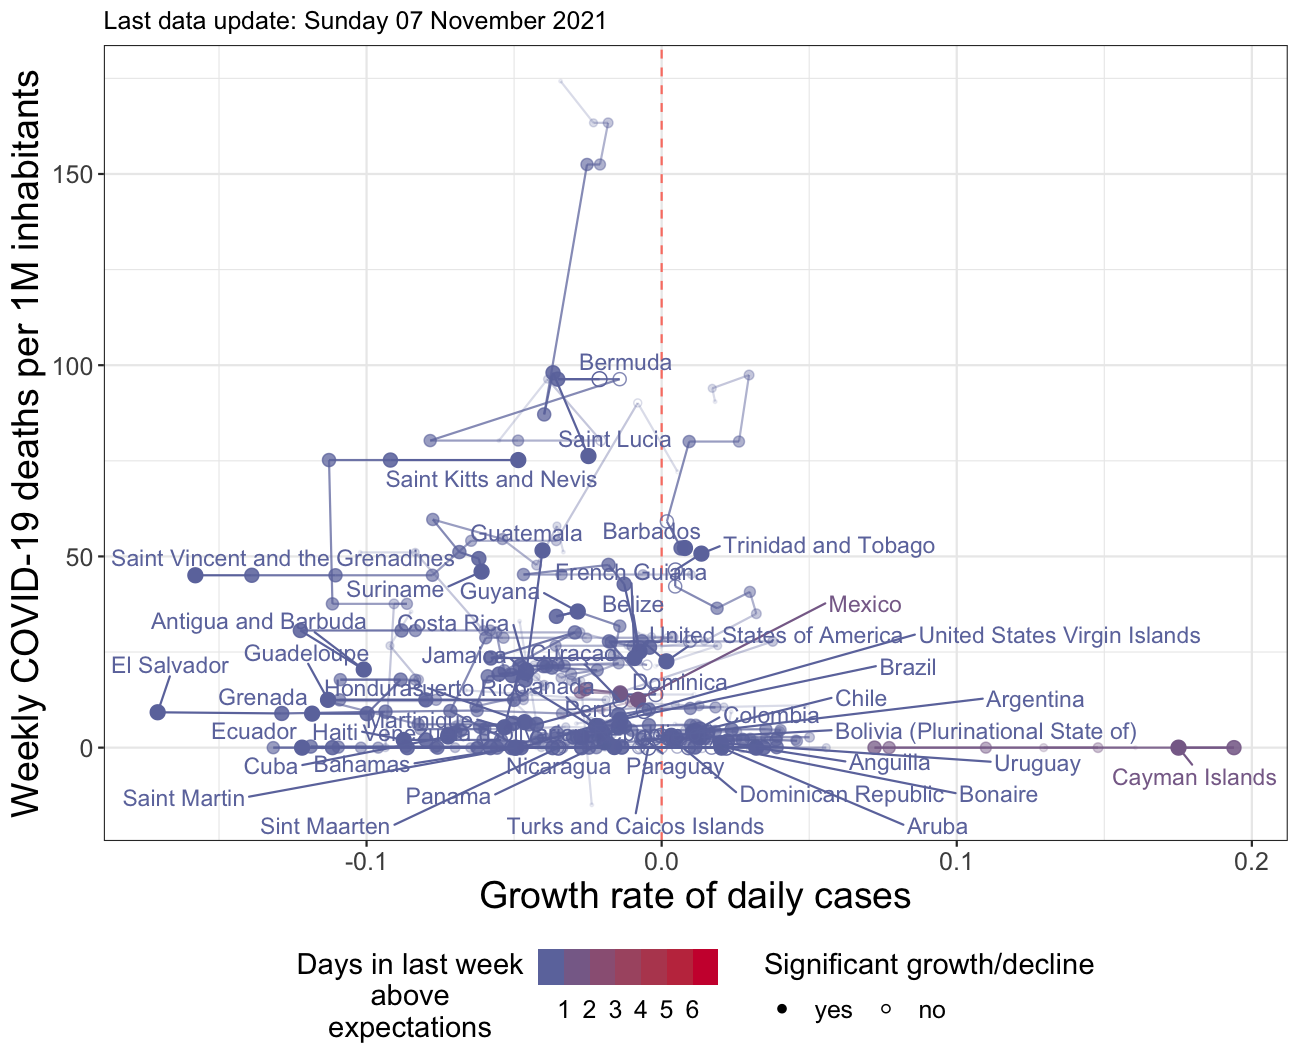 Last data update: Sunday 07 November 2021
Weekly COVID-19 deaths per 1M inhabitants
150
100
50
0
Bermuda
Saint Lucia
Saint Kitts and Nevis
Guatemala
Barbados
Trinidad and Tobago
Saint Vincent and the Grenadines
French Guiana
Suriname
Guyana
Belize
Mexico
Antigua and Barbuda
Costa Rica
United States of America
United States Virgin Islands
Guadeloupe
Jamaica
Curacao
El Salvador
Brazil
Grenada
Honduras
Puerto Rico
Canada
Dominica
Chile
Argentina
Peru
Colombia
Martinique
Ecuador
Haiti
Bolivia (Plurinational State of)
Cuba
Bahamas
Nicaragua
Paraguay
Anguilla
Uruguay
Cayman Islands
Saint Martin
Panama
Dominican Republic
Bonaire
Sint Maarten
Turks and Caicos Islands
Aruba
-0.1
0.0
0.1
0.2
Growth rate of daily cases
Days in last week
above
expectations
1 2 3 4 5 6
Significant growth/decline
yes
no